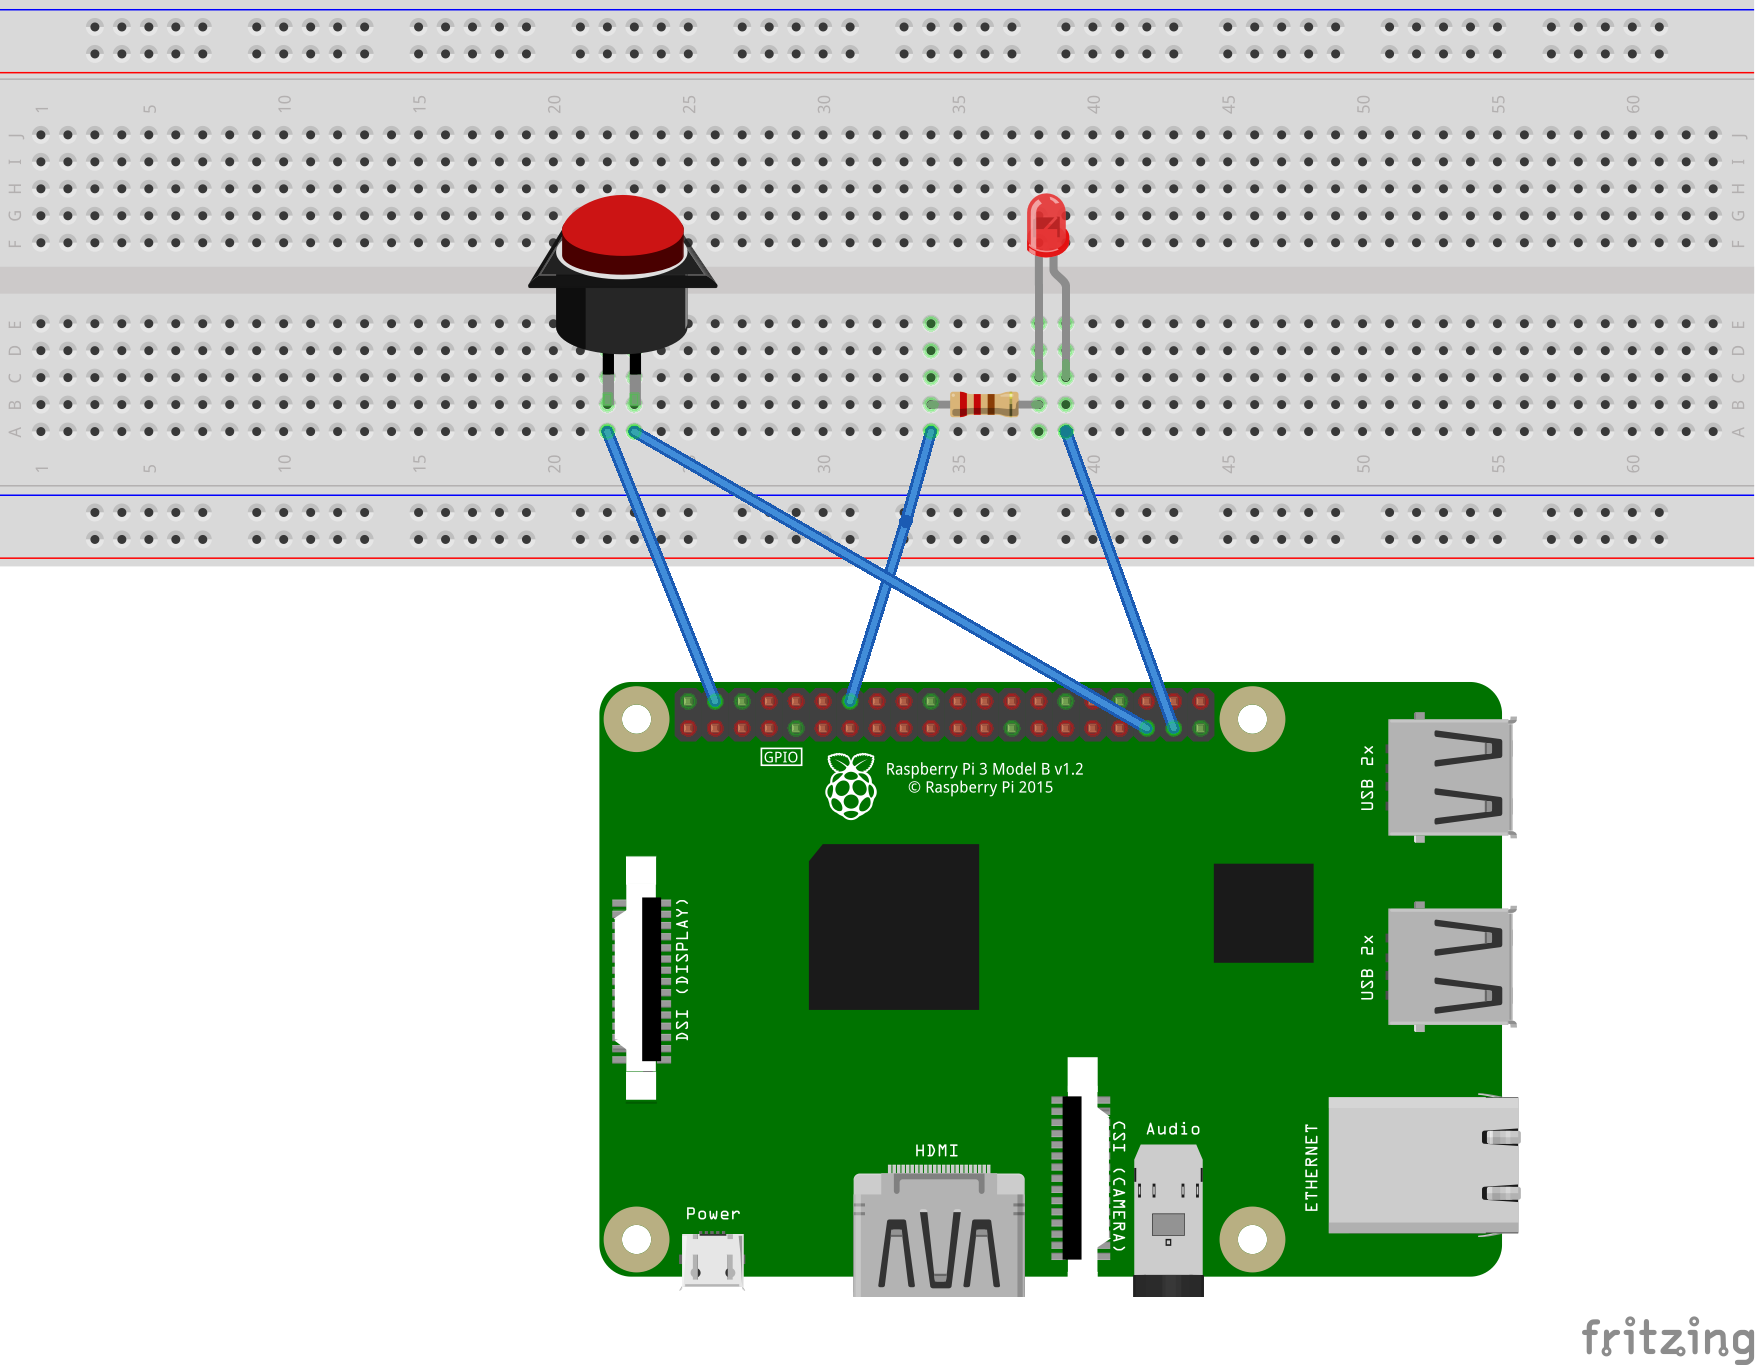 1 5 10 15 20 25 30 35 40 45 50 55 60
J J
I I
H H
G G
F F
E E
D D
C C
B B
A A
1 5 10 15 20 30 35 40 45 50 55 60
GPIO
Raspberry Pi 3 Model B v1.2
© Raspberry Pi 2015
USB 2x
DSI (DISPLAY)
USB 2x
HDMI
CSI (CAMERA)
Audio
ETHERNET
Power
fritzing